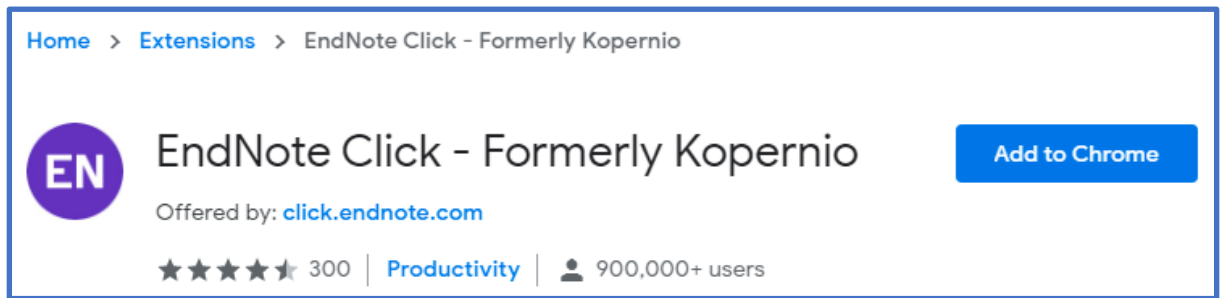 Home > Extensions > EndNote Click - Formerly Kopernio
EN
EndNote Click - Formerly Kopernio
Add to Chrome
Offered by: click.endnote.com
300 | Productivity | 900,000+ users